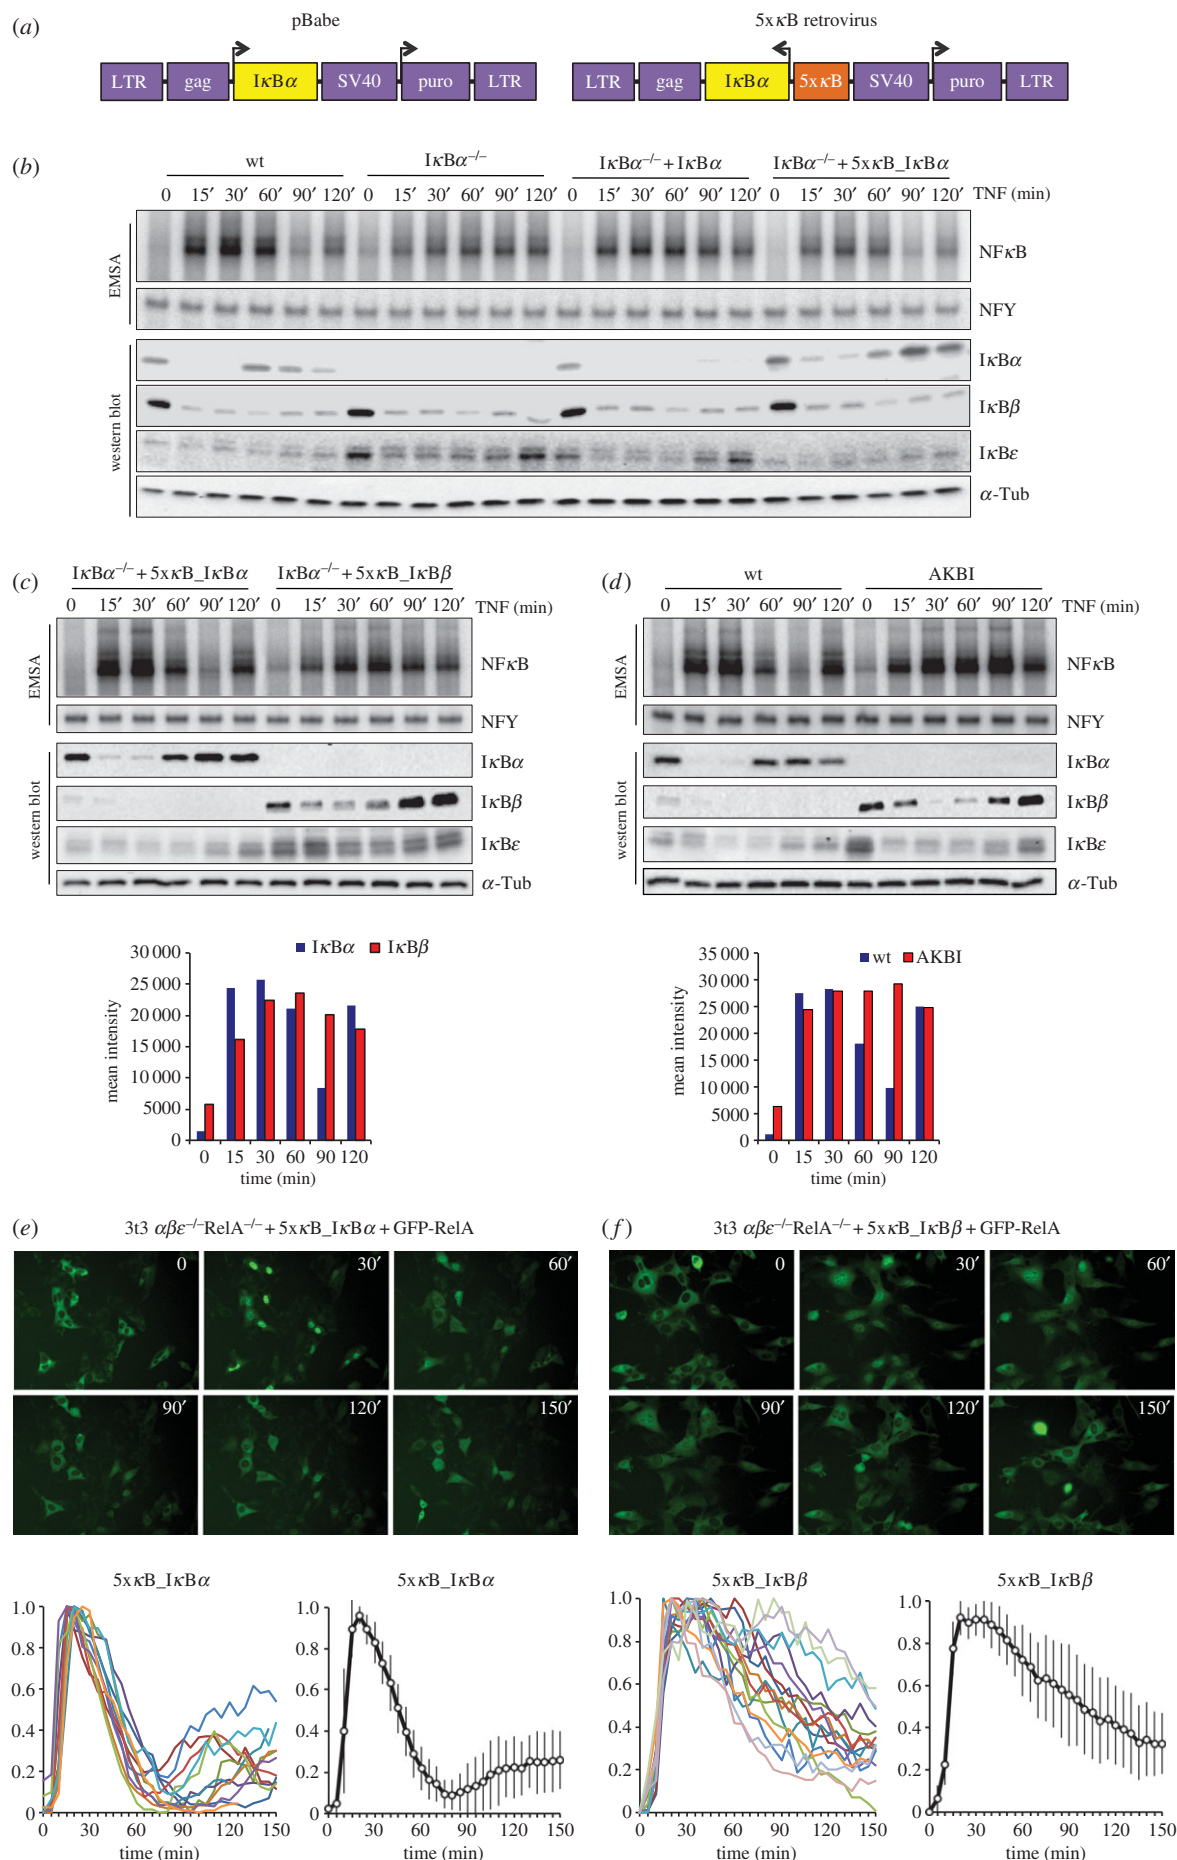 (a)
pBabe
5xκB retrovirus
LTR gag IκBα SV40 puro LTR
LTR gag IκBα 5xκB SV40 puro LTR
(b)
wt IκBα−/− IκBα−/− + IκBα IκBα−/− + 5xκB_IκBα
0 15′ 30′ 60′ 90′ 120′ 0 15′ 30′ 60′ 90′ 120′ 0 15′ 30′ 60′ 90′ 120′ 0 15′ 30′ 60′ 90′ 120′ TNF (min)
EMSA
NFκB
NFY
western blot
IκBα
IκBβ
IκBε
α-Tub
(c)
IκBα−/− + 5xκB_IκBα IκBα−/− + 5xκB_IκBβ
0 15′ 30′ 60′ 90′ 120′ 0 15′ 30′ 60′ 90′ 120′ TNF (min)
EMSA
NFκB
NFY
western blot
IκBα
IκBβ
IκBε
α-Tub
IκBα IκBβ
mean intensity
30 000
25 000
20 000
15 000
10 000
5000
0
0 15 30 60 90 120
time (min)
(d)
wt AKBI
0 15′ 30′ 60′ 90′ 120′ 0 15′ 30′ 60′ 90′ 120′ TNF (min)
EMSA
NFκB
NFY
western blot
IκBα
IκBβ
IκBε
α-Tub
wt AKBI
mean intensity
35 000
30 000
25 000
20 000
15 000
10 000
5000
0
0 15 30 60 90 120
time (min)
(e)
3t3 αβε−/−RelA−/− + 5xκB_IκBα + GFP-RelA
0 30′ 60′
90′ 120′ 150′
5xκB_IκBα
1.0
0.8
0.6
0.4
0.2
0
0 30 60 90 120 150
time (min)
5xκB_IκBα
1.0
0.8
0.6
0.4
0.2
0
0 30 60 90 120 150
time (min)
(f)
3t3 αβε−/−RelA−/− + 5xκB_IκBβ + GFP-RelA
0 30′ 60′
90′ 120′ 150′
5xκB_IκBβ
1.0
0.8
0.6
0.4
0.2
0
0 30 60 90 120 150
time (min)
5xκB_IκBβ
1.0
0.8
0.6
0.4
0.2
0
0 30 60 90 120 150
time (min)